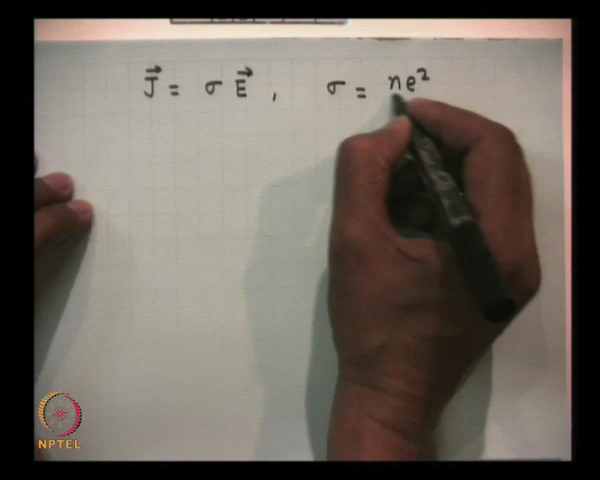 J⃗ = σ E⃗ , σ = ne²
NPTEL